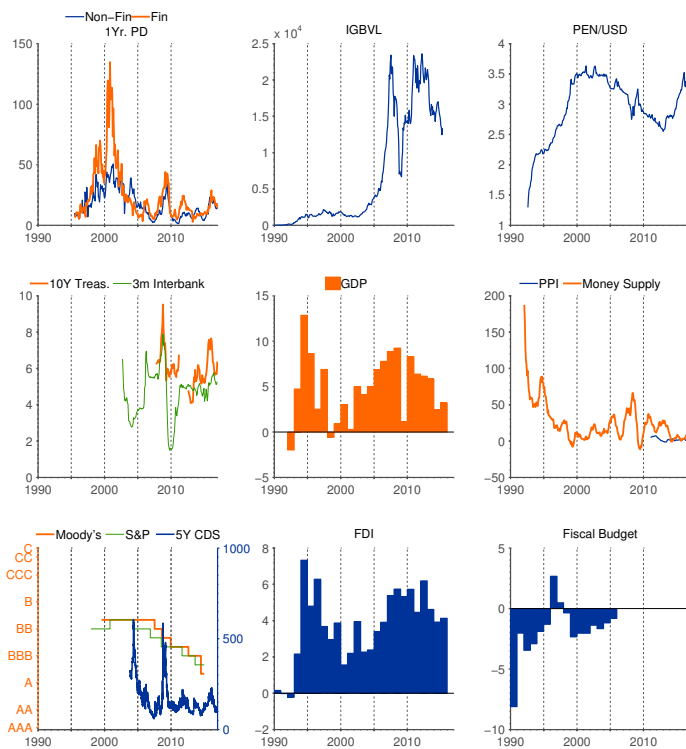 Non−Fin Fin
1Yr. PD
150
100
50
0
1990 2000 2010
IGBVL
2.5 x 10⁴
2
1.5
1
0.5
0
1990 2000 2010
PEN/USD
4
3.5
3
2.5
2
1.5
1
1990 2000 2010
10Y Treas. 3m Interbank
10
8
6
4
2
0
1990 2000 2010
GDP
15
10
5
0
−5
1990 2000 2010
PPI Money Supply
200
150
100
50
0
−50
1990 2000 2010
Moody's S&P 5Y CDS
C
CC
CCC
B
BB
BBB
A
AA
AAA
1000
500
0
1990 2000 2010
FDI
8
6
4
2
0
−2
1990 2000 2010
Fiscal Budget
5
0
−5
−10
1990 2000 2010